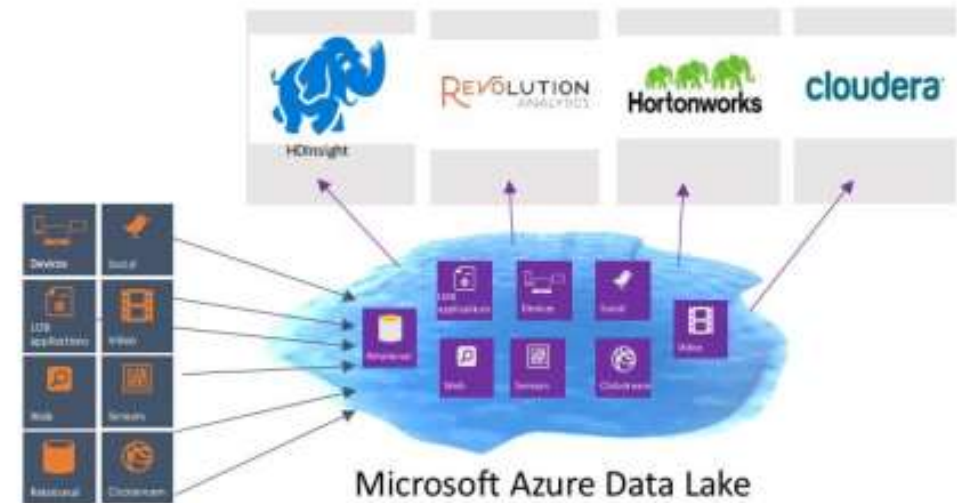 HDInsight
REVOLUTION
ANALYTICS
Hortonworks
cloudera
Devices
Social
LOB
applications
Video
Web
Sensors
Relational
Clickstream
LOB
applications
Devices
Social
Relational
Video
Web
Sensors
Clickstream
Microsoft Azure Data Lake